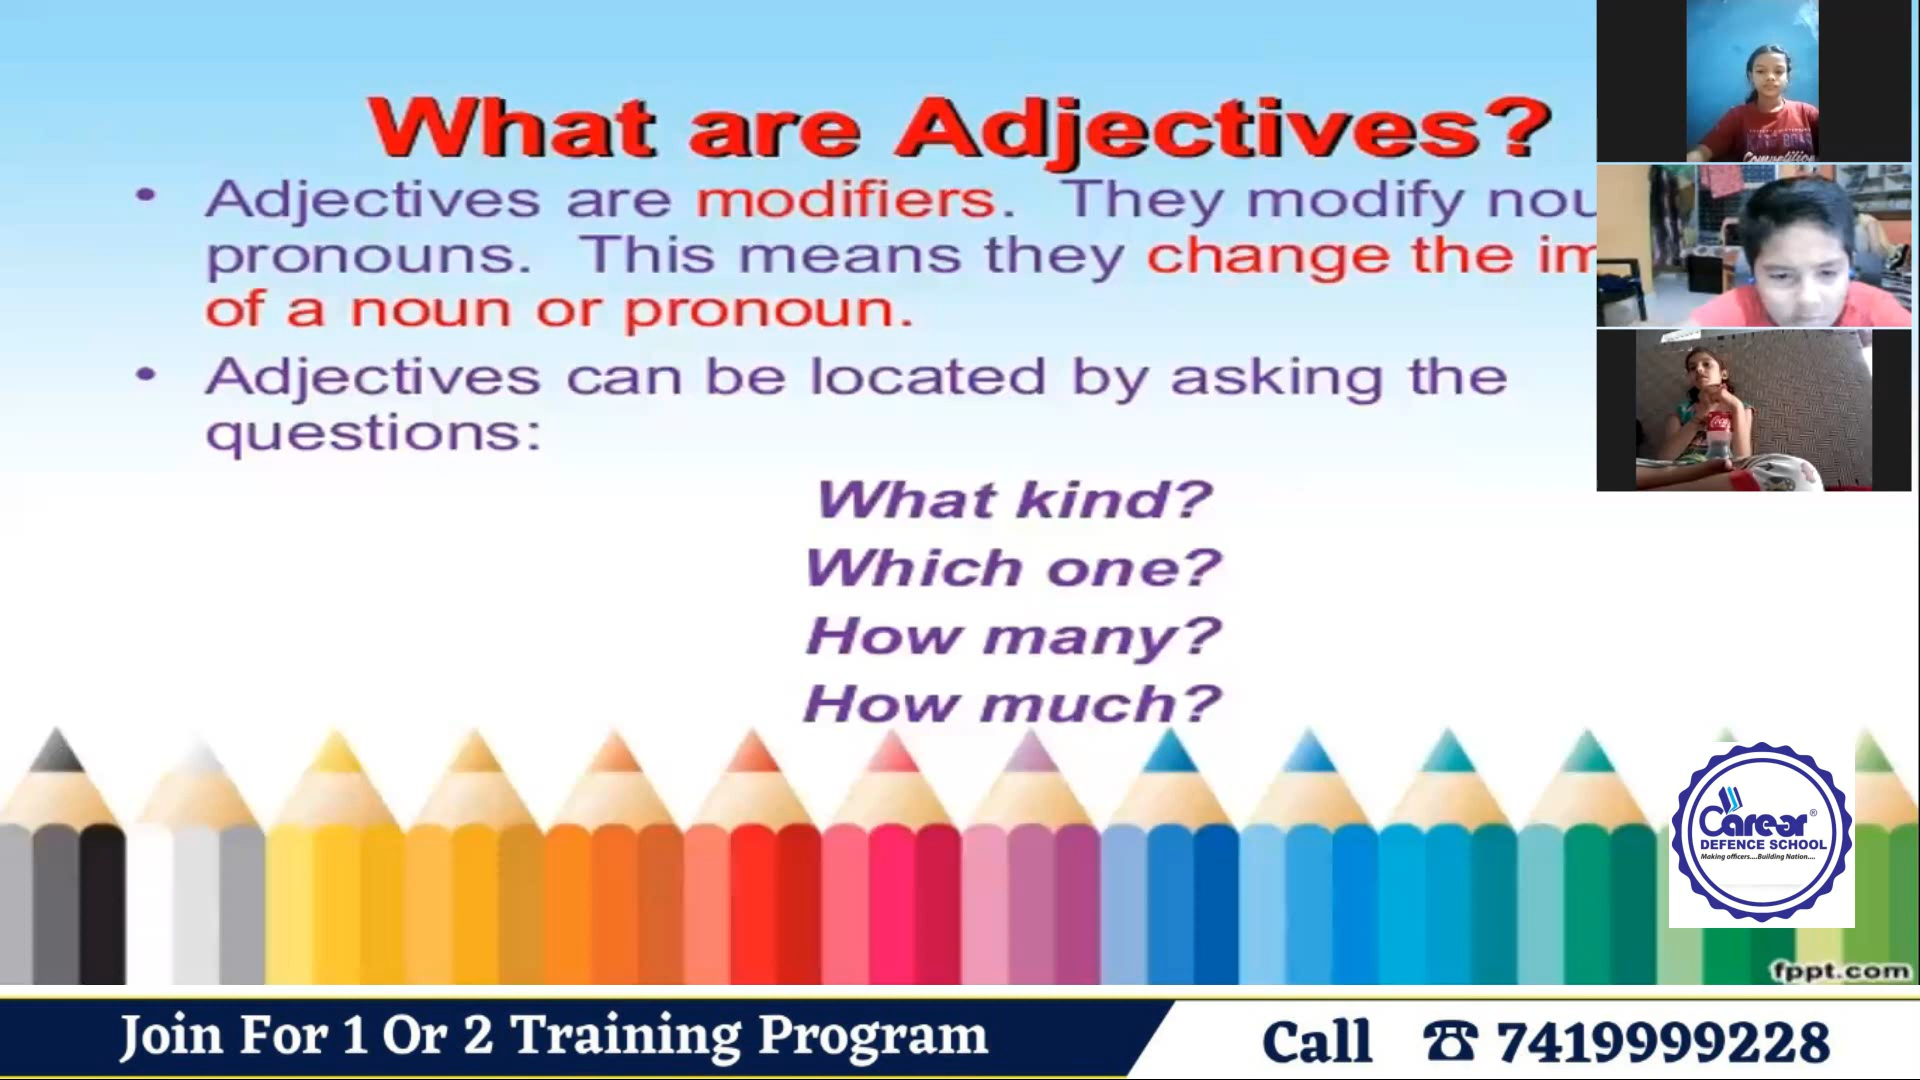 What are Adjectives?
• Adjectives are modifiers. They modify nou
pronouns. This means they change the im
of a noun or pronoun.
• Adjectives can be located by asking the
questions:
What kind?
Which one?
How many?
How much?
Career®
DEFENCE SCHOOL
Making officers....Building Nation....
fppt.com
Join For 1 Or 2 Training Program
Call ☎ 7419999228